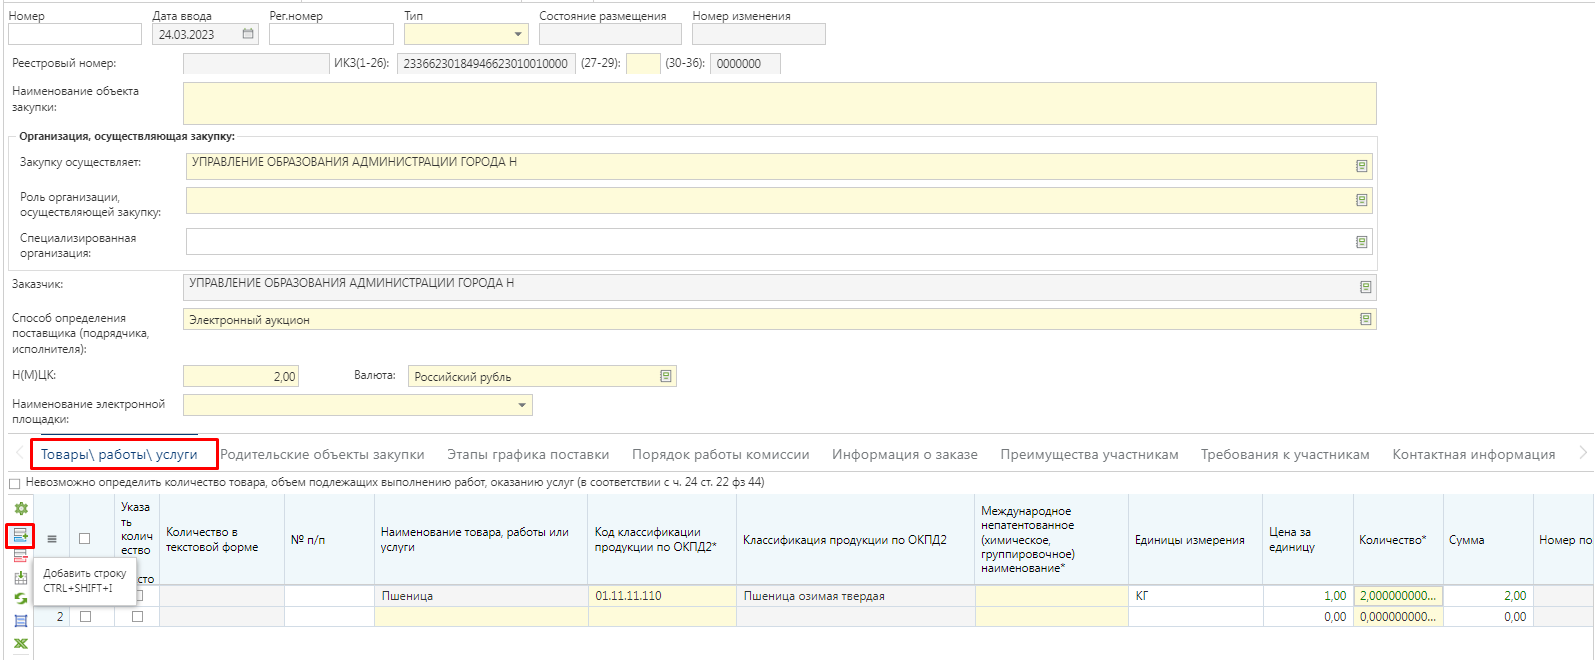 Номер
Дата ввода
Рег.номер
Тип
Состояние размещения
Номер изменения
24.03.2023
Реестровый номер:
ИКЗ(1-26):
23366230184946623010010000
(27-29):
(30-36):
0000000
Наименование объекта
закупки:
Организация, осуществляющая закупку:
Закупку осуществляет:
УПРАВЛЕНИЕ ОБРАЗОВАНИЯ АДМИНИСТРАЦИИ ГОРОДА Н
Роль организации,
осуществляющей закупку:
Специализированная
организация:
Заказчик:
УПРАВЛЕНИЕ ОБРАЗОВАНИЯ АДМИНИСТРАЦИИ ГОРОДА Н
Способ определения
поставщика (подрядчика,
исполнителя):
Электронный аукцион
Н(М)ЦК:
2,00
Валюта:
Российский рубль
Наименование электронной
площадки:
Товары\ работы\ услуги
Родительские объекты закупки
Этапы графика поставки
Порядок работы комиссии
Информация о заказе
Преимущества участникам
Требования к участникам
Контактная информация
Невозможно определить количество товара, объем подлежащих выполнению работ, оказанию услуг (в соответствии с ч. 24 ст. 22 фз 44)
Указа
ть
колич
ество
сто
Количество в
текстовой форме
№ п/п
Наименование товара, работы или
услуги
Код классификации
продукции по ОКПД2*
Классификация продукции по ОКПД2
Международное
непатентованное
(химическое,
группировочное)
наименование*
Единицы измерения
Цена за
единицу
Количество*
Сумма
Номер по
Добавить строку
CTRL+SHIFT+I
Пшеница
01.11.11.110
Пшеница озимая твердая
КГ
1,00
2,000000000...
2,00
2
0,00
0,000000000...
0,00